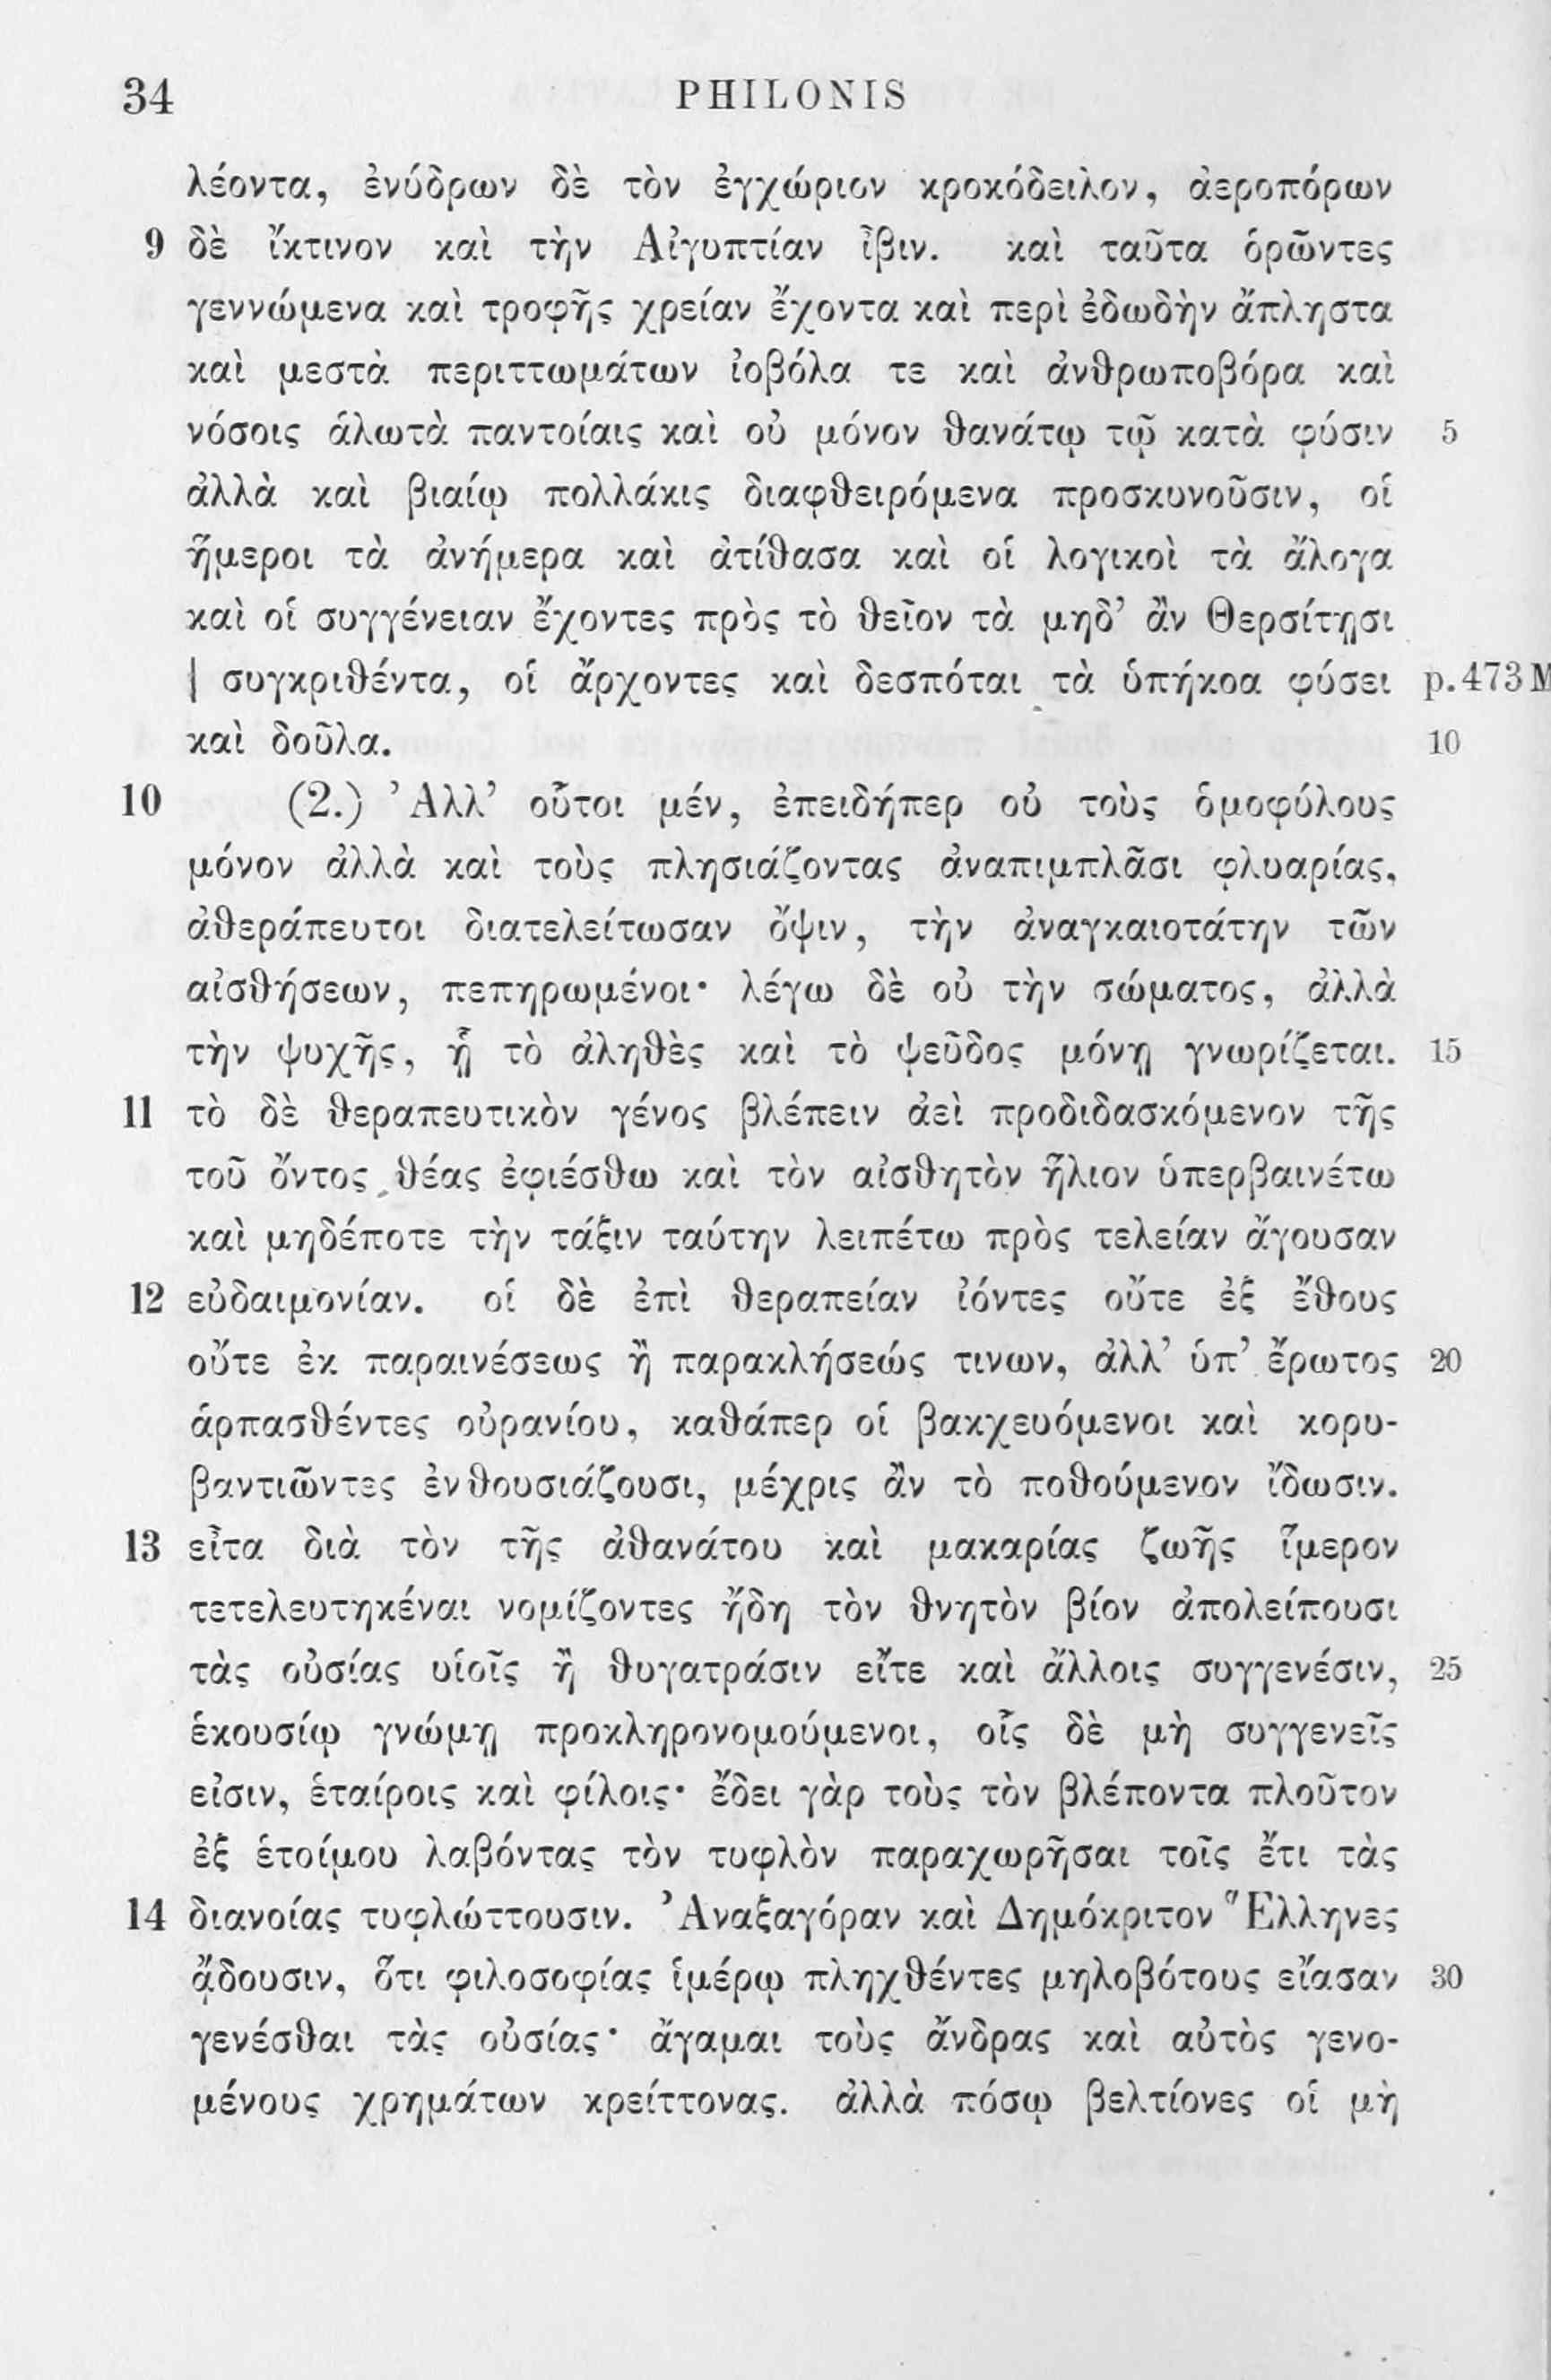 34 PHILONIS
λέοντα, ἐνύδρων δὲ τὸν ἐγχώριον κροκόδειλον, ἀεροπόρων
9 δὲ ἴκτινον καὶ τὴν Αἰγυπτίαν ἶβιν. καὶ ταῦτα ὁρῶντες
γεννώμενα καὶ τροφῆς χρείαν ἔχοντα καὶ περὶ ἐδωδὴν ἄπληστα
καὶ μεστὰ περιττωμάτων ἰοβόλα τε καὶ ἀνθρωποβόρα καὶ
νόσοις ἁλωτὰ παντοίαις καὶ οὐ μόνον θανάτῳ τῷ κατὰ φύσιν 5
ἀλλὰ καὶ βιαίῳ πολλάκις διαφθειρόμενα προσκυνοῦσιν, οἱ
ἥμεροι τὰ ἀνήμερα καὶ ἀτίθασα καὶ οἱ λογικοὶ τὰ ἄλογα
καὶ οἱ συγγένειαν ἔχοντες πρὸς τὸ θεῖον τὰ μηδ’ ἂν Θερσίτῃσι
| συγκριθέντα, οἱ ἄρχοντες καὶ δεσπόται τὰ ὑπήκοα φύσει p. 473 M
καὶ δοῦλα. 10
10 (2.) Ἀλλ’ οὗτοι μέν, ἐπειδήπερ οὐ τοὺς ὁμοφύλους
μόνον ἀλλὰ καὶ τοὺς πλησιάζοντας ἀναπιμπλᾶσι φλυαρίας,
ἀθεράπευτοι διατελείτωσαν ὄψιν, τὴν ἀναγκαιοτάτην τῶν
αἰσθήσεων, πεπηρωμένοι· λέγω δὲ οὐ τὴν σώματος, ἀλλὰ
τὴν ψυχῆς, ᾗ τὸ ἀληθὲς καὶ τὸ ψεῦδος μόνῃ γνωρίζεται. 15
11 τὸ δὲ θεραπευτικὸν γένος βλέπειν ἀεὶ προδιδασκόμενον τῆς
τοῦ ὄντος θέας ἐφιέσθω καὶ τὸν αἰσθητὸν ἥλιον ὑπερβαινέτω
καὶ μηδέποτε τὴν τάξιν ταύτην λειπέτω πρὸς τελείαν ἄγουσαν
12 εὐδαιμονίαν. οἱ δὲ ἐπὶ θεραπείαν ἰόντες οὔτε ἐξ ἔθους
οὔτε ἐκ παραινέσεως ἢ παρακλήσεώς τινων, ἀλλ’ ὑπ’ ἔρωτος 20
ἁρπασθέντες οὐρανίου, καθάπερ οἱ βακχευόμενοι καὶ κορυ-
βαντιῶντες ἐνθουσιάζουσι, μέχρις ἂν τὸ ποθούμενον ἴδωσιν.
13 εἶτα διὰ τὸν τῆς ἀθανάτου καὶ μακαρίας ζωῆς ἵμερον
τετελευτηκέναι νομίζοντες ἤδη τὸν θνητὸν βίον ἀπολείπουσι
τὰς οὐσίας υἱοῖς ἢ θυγατράσιν εἴτε καὶ ἄλλοις συγγενέσιν, 25
ἑκουσίῳ γνώμῃ προκληρονομούμενοι, οἷς δὲ μὴ συγγενεῖς
εἰσιν, ἑταίροις καὶ φίλοις· ἔδει γὰρ τοὺς τὸν βλέποντα πλοῦτον
ἐξ ἑτοίμου λαβόντας τὸν τυφλὸν παραχωρῆσαι τοῖς ἔτι τὰς
14 διανοίας τυφλώττουσιν. Ἀναξαγόραν καὶ Δημόκριτον Ἕλληνες
ᾄδουσιν, ὅτι φιλοσοφίας ἱμέρῳ πληχθέντες μηλοβότους εἴασαν 30
γενέσθαι τὰς οὐσίας· ἄγαμαι τοὺς ἄνδρας καὶ αὐτὸς γενο-
μένους χρημάτων κρείττονας. ἀλλὰ πόσῳ βελτίονες οἱ μὴ